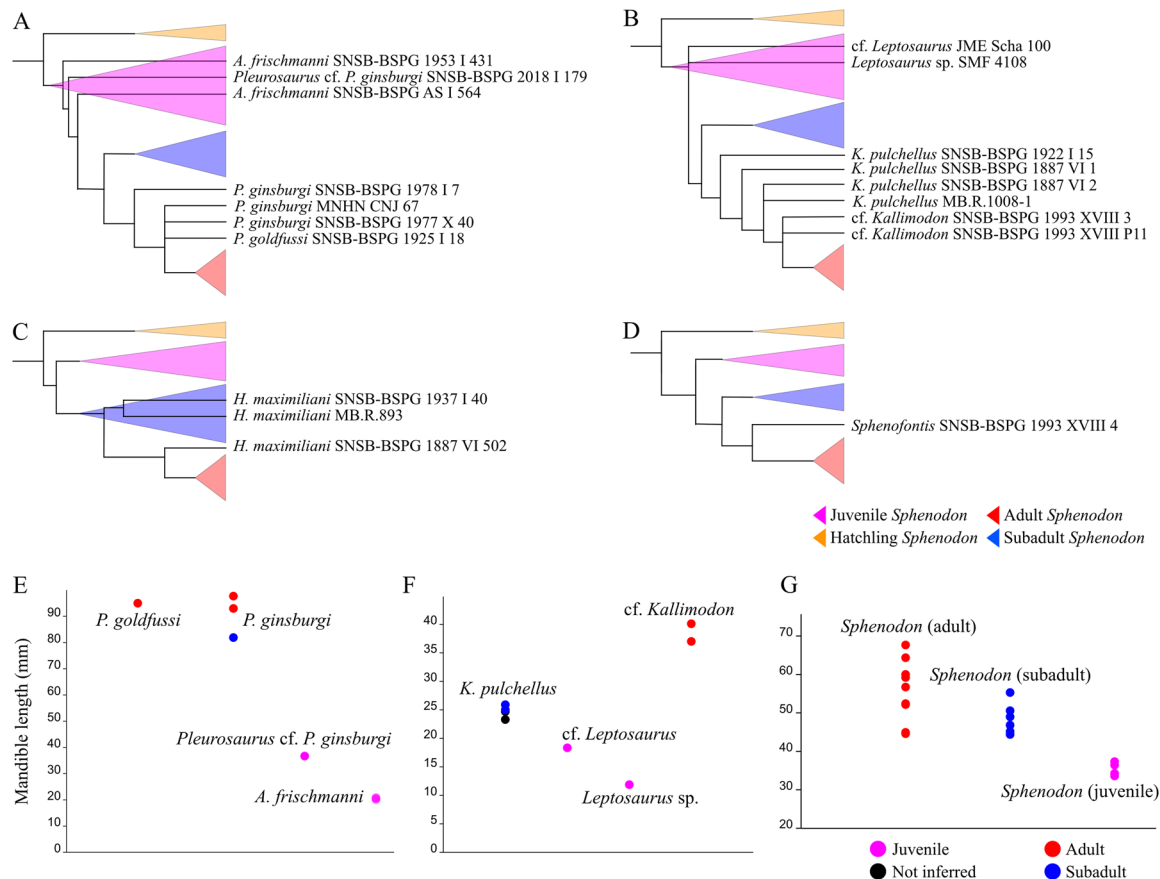 A
A. frischmanni SNSB-BSPG 1953 I 431
Pleurosaurus cf. P. ginsburgi SNSB-BSPG 2018 I 179
A. frischmanni SNSB-BSPG AS I 564
P. ginsburgi SNSB-BSPG 1978 I 7
P. ginsburgi MNHN CNJ 67
P. ginsburgi SNSB-BSPG 1977 X 40
P. goldfussi SNSB-BSPG 1925 I 18
B
cf. Leptosaurus JME Scha 100
Leptosaurus sp. SMF 4108
K. pulchellus SNSB-BSPG 1922 I 15
K. pulchellus SNSB-BSPG 1887 VI 1
K. pulchellus SNSB-BSPG 1887 VI 2
K. pulchellus MB.R.1008-1
cf. Kallimodon SNSB-BSPG 1993 XVIII 3
cf. Kallimodon SNSB-BSPG 1993 XVIII P11
C
H. maximiliani SNSB-BSPG 1937 I 40
H. maximiliani MB.R.893
H. maximiliani SNSB-BSPG 1887 VI 502
D
Sphenofontis SNSB-BSPG 1993 XVIII 4
Juvenile Sphenodon
Adult Sphenodon
Hatchling Sphenodon
Subadult Sphenodon
E
Mandible length (mm)
90
80
70
60
50
40
30
20
10
0
P. goldfussi
P. ginsburgi
Pleurosaurus cf. P. ginsburgi
A. frischmanni
F
40
35
30
25
20
15
10
5
0
cf. Kallimodon
K. pulchellus
cf. Leptosaurus
Leptosaurus sp.
G
70
60
50
40
30
20
Sphenodon (adult)
Sphenodon (subadult)
Sphenodon (juvenile)
Juvenile
Adult
Not inferred
Subadult